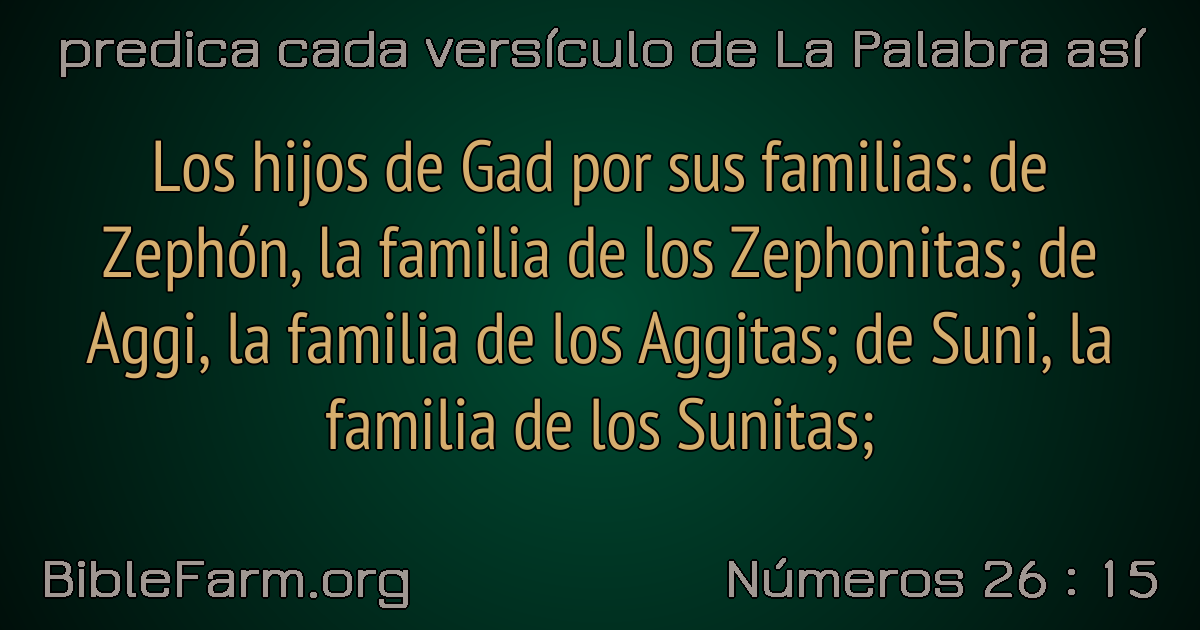 predica cada versículo de La Palabra así
Los hijos de Gad por sus familias: de
Zephón, la familia de los Zephonitas; de
Aggi, la familia de los Aggitas; de Suni, la
familia de los Sunitas;
BibleFarm.org
Números 26 : 15